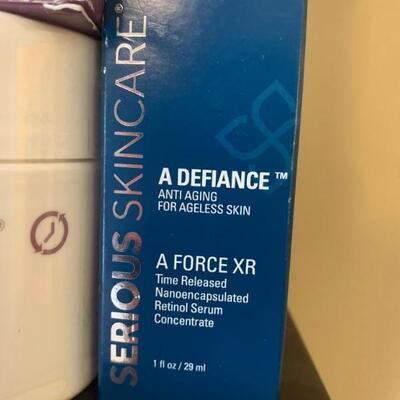 SERIOUS SKINCARE®
A DEFIANCE™
ANTI AGING
FOR AGELESS SKIN
A FORCE XR
Time Released
Nanoencapsulated
Retinol Serum
Concentrate
1 fl oz / 29 ml